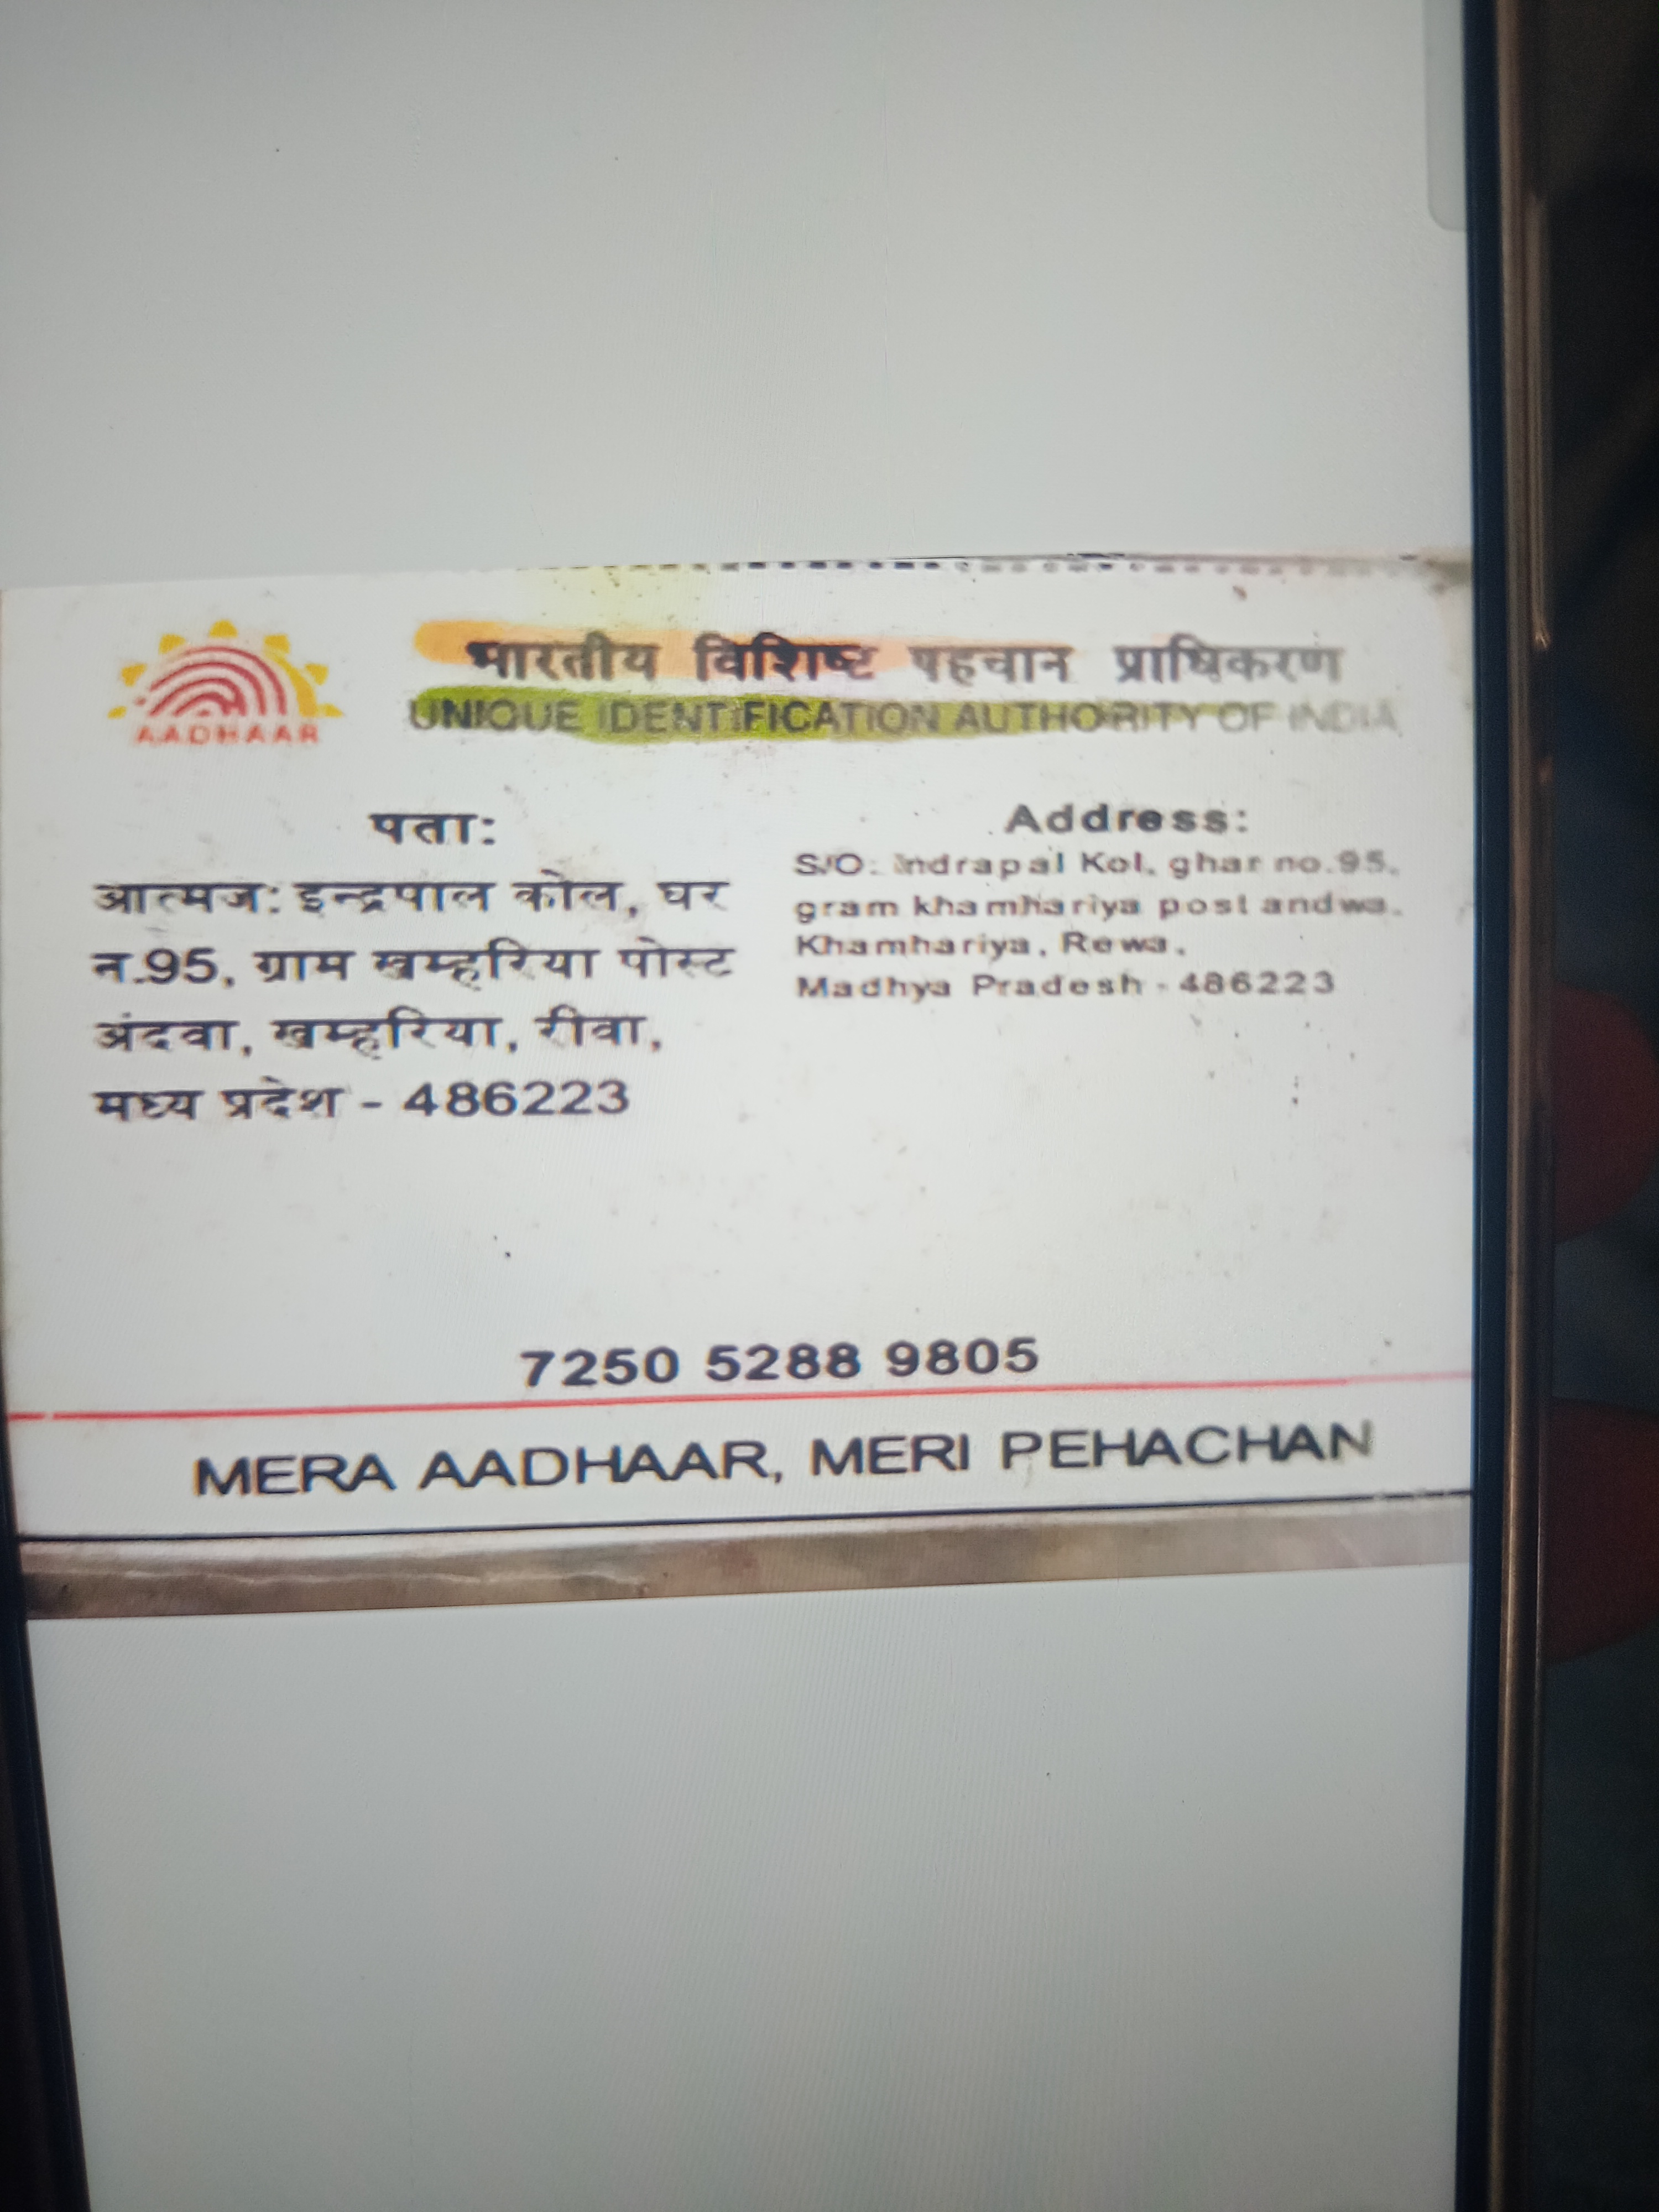 भारतीय विशिष्ट पहचान प्राधिकरण
UNIQUE IDENTIFICATION AUTHORITY OF INDIA
AADHAAR
पता:
आत्मज: इन्द्रपाल कोल, घर
न.95, ग्राम खम्हरिया पोस्ट
अंदवा, खम्हरिया, रीवा,
मध्य प्रदेश - 486223
Address:
S/O: Indrapal Kol, ghar no.95,
gram khamhariya post andwa,
Khamhariya, Rewa,
Madhya Pradesh - 486223
7250 5288 9805
MERA AADHAAR, MERI PEHACHAN